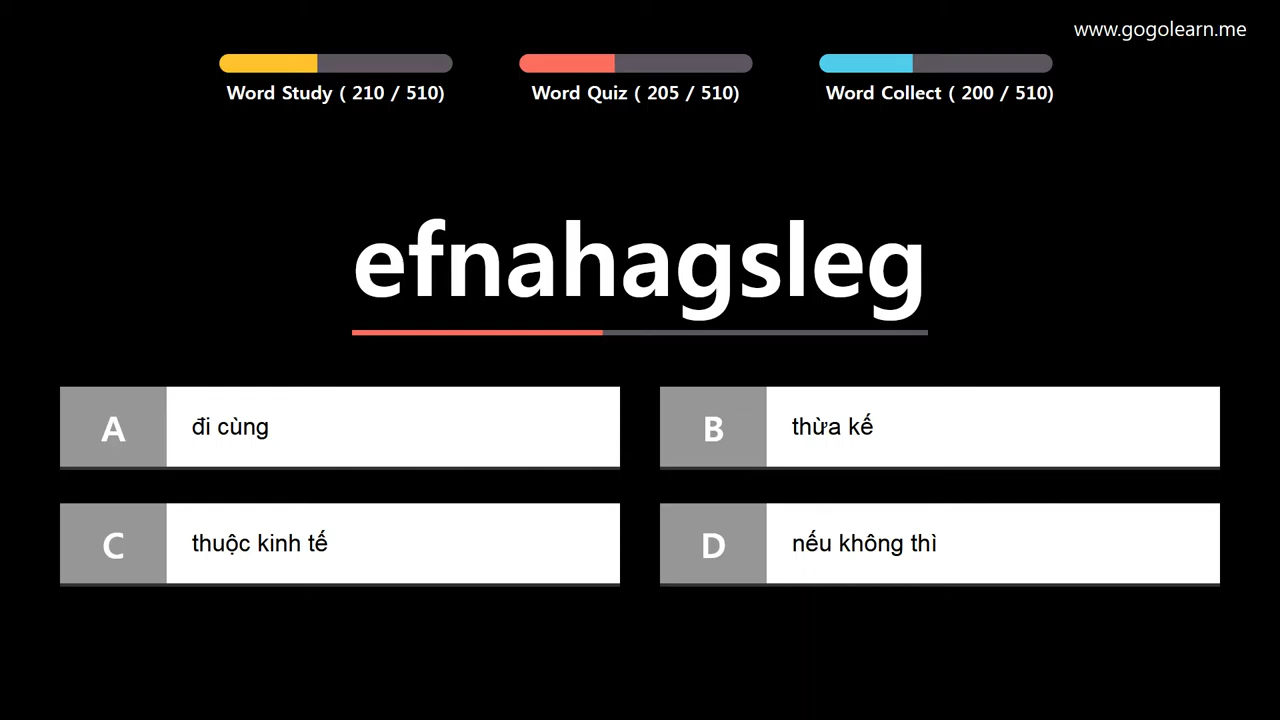 www.gogolearn.me
Word Study ( 210 / 510)
Word Quiz ( 205 / 510)
Word Collect ( 200 / 510)
efnahagsleg
A đi cùng
B thừa kế
C thuộc kinh tế
D nếu không thì